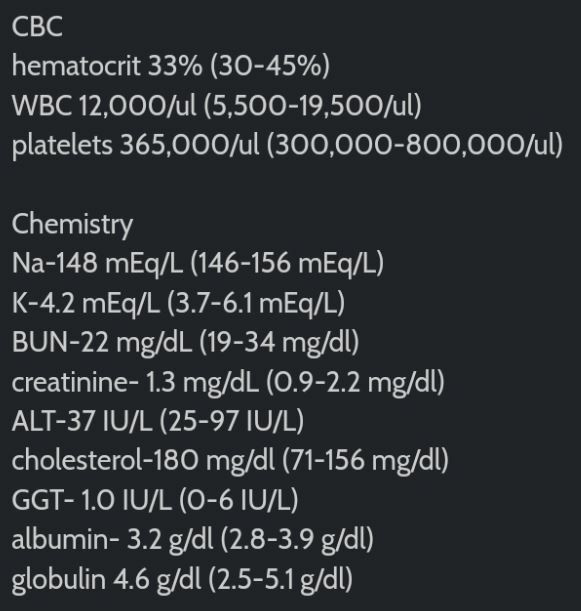 CBC
hematocrit 33% (30-45%)
WBC 12,000/ul (5,500-19,500/ul)
platelets 365,000/ul (300,000-800,000/ul)
Chemistry
Na-148 mEq/L (146-156 mEq/L)
K-4.2 mEq/L (3.7-6.1 mEq/L)
BUN-22 mg/dL (19-34 mg/dl)
creatinine- 1.3 mg/dL (0.9-2.2 mg/dl)
ALT-37 IU/L (25-97 IU/L)
cholesterol-180 mg/dl (71-156 mg/dl)
GGT- 1.0 IU/L (0-6 IU/L)
albumin- 3.2 g/dl (2.8-3.9 g/dl)
globulin 4.6 g/dl (2.5-5.1 g/dl)